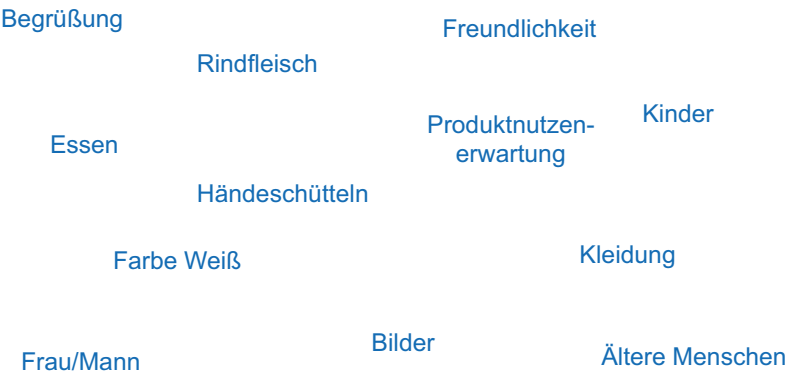 Begrüßung
Freundlichkeit
Rindfleisch
Kinder
Produktnutzen-
erwartung
Essen
Händeschütteln
Farbe Weiß
Kleidung
Bilder
Ältere Menschen
Frau/Mann